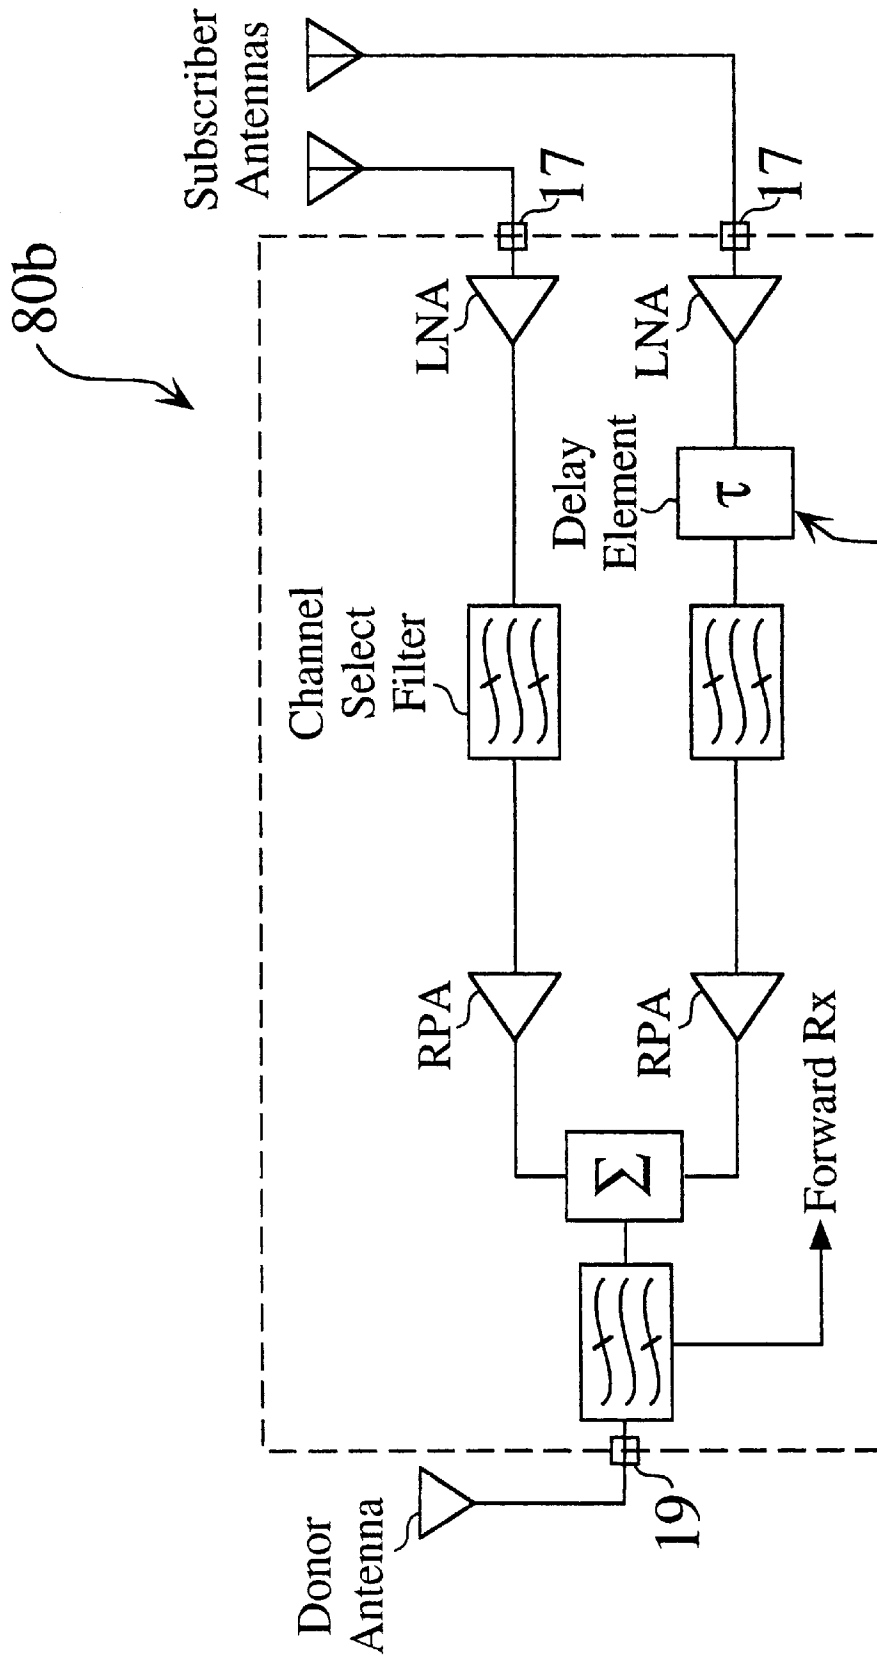 80b
Subscriber
Antennas
17
17
LNA
LNA
Delay
Element
τ
Channel
Select
Filter
RPA
RPA
Σ
Forward Rx
Donor
Antenna
19